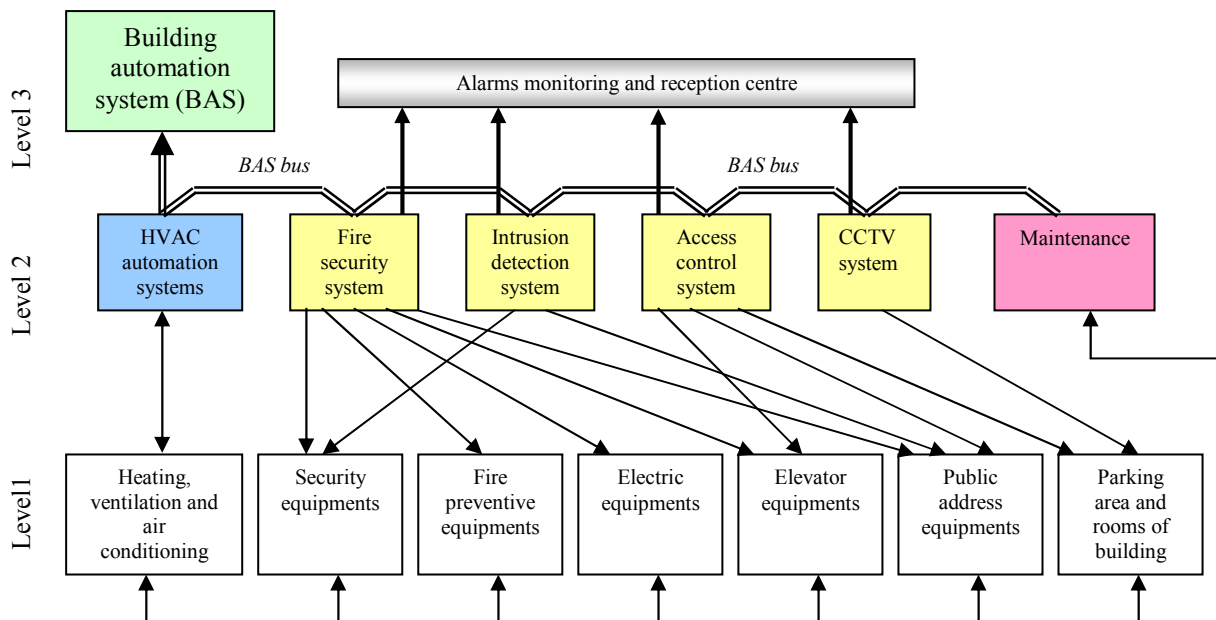 Level 3
Building
automation
system (BAS)
Alarms monitoring and reception centre
BAS bus
BAS bus
Level 2
HVAC
automation
systems
Fire
security
system
Intrusion
detection
system
Access
control
system
CCTV
system
Maintenance
Level1
Heating,
ventilation and
air
conditioning
Security
equipments
Fire
preventive
equipments
Electric
equipments
Elevator
equipments
Public
address
equipments
Parking
area and
rooms of
building